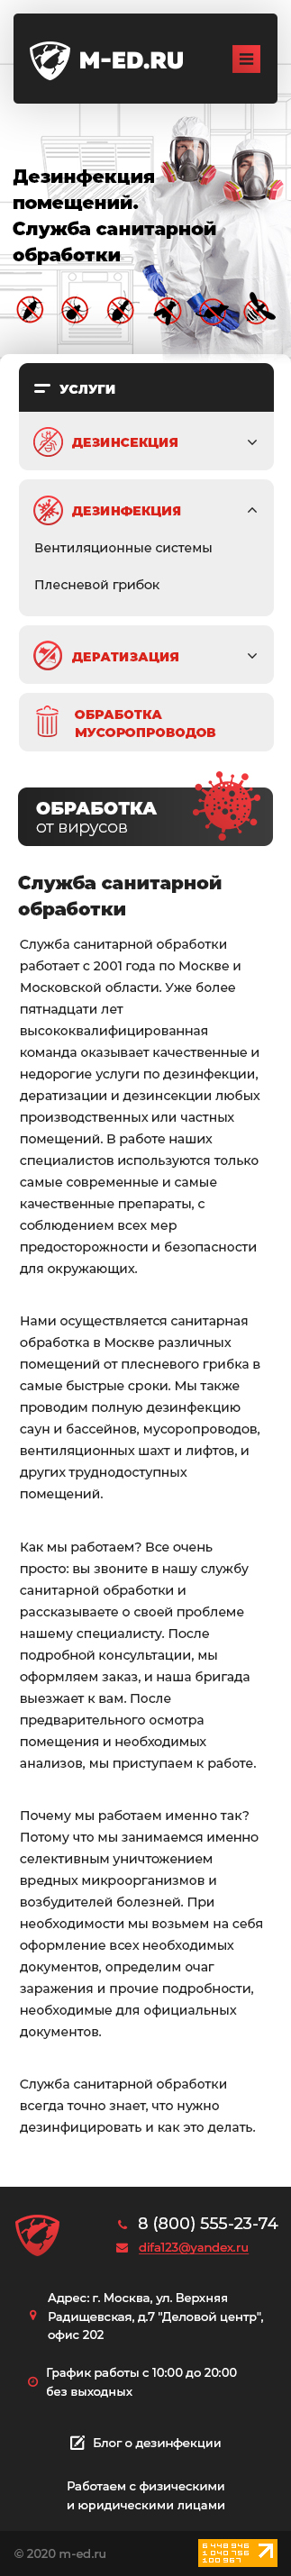 M-ED.RU
Дезинфекция
помещений.
Служба санитарной
обработки
УСЛУГИ
ДЕЗИНСЕКЦИЯ
ДЕЗИНФЕКЦИЯ
Вентиляционные системы
Плесневой грибок
ДЕРАТИЗАЦИЯ
ОБРАБОТКА
МУСОРОПРОВОДОВ
ОБРАБОТКА
от вирусов
Служба санитарной
обработки
Служба санитарной обработки
работает с 2001 года по Москве и
Московской области. Уже более
пятнадцати лет
высококвалифицированная
команда оказывает качественные и
недорогие услуги по дезинфекции,
дератизации и дезинсекции любых
производственных или частных
помещений. В работе наших
специалистов используются только
самые современные и самые
качественные препараты, с
соблюдением всех мер
предосторожности и безопасности
для окружающих.
Нами осуществляется санитарная
обработка в Москве различных
помещений от плесневого грибка в
самые быстрые сроки. Мы также
проводим полную дезинфекцию
саун и бассейнов, мусоропроводов,
вентиляционных шахт и лифтов, и
других труднодоступных
помещений.
Как мы работаем? Все очень
просто: вы звоните в нашу службу
санитарной обработки и
рассказываете о своей проблеме
нашему специалисту. После
подробной консультации, мы
оформляем заказ, и наша бригада
выезжает к вам. После
предварительного осмотра
помещения и необходимых
анализов, мы приступаем к работе.
Почему мы работаем именно так?
Потому что мы занимаемся именно
селективным уничтожением
вредных микроорганизмов и
возбудителей болезней. При
необходимости мы возьмем на себя
оформление всех необходимых
документов, определим очаг
заражения и прочие подробности,
необходимые для официальных
документов.
Служба санитарной обработки
всегда точно знает, что нужно
дезинфицировать и как это делать.
8 (800) 555-23-74
difa123@yandex.ru
Адрес: г. Москва, ул. Верхняя
Радищевская, д.7 "Деловой центр",
офис 202
График работы с 10:00 до 20:00
без выходных
Блог о дезинфекции
Работаем с физическими
и юридическими лицами
© 2020 m-ed.ru